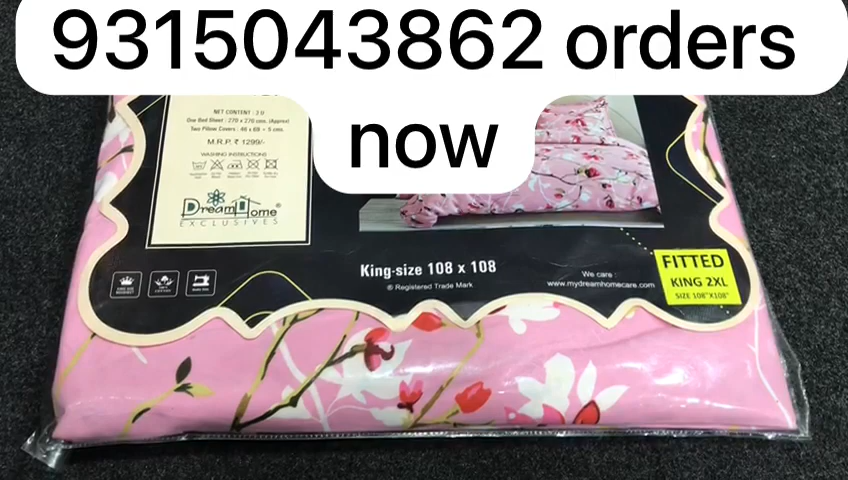 9315043862 orders
now
NET CONTENT : 3 U
One Bed Sheet : 270 x 270 cms. (Approx)
Two Pillow Covers : 46 x 69 + 5 cms.
M.R.P. ₹ 1299/-
WASHING INSTRUCTIONS
DreamHome®
EXCLUSIVES
King-size 108 x 108
® Registered Trade Mark
We care :
www.mydreamhomecare.com
FITTED
KING 2XL
SIZE 108"X108"